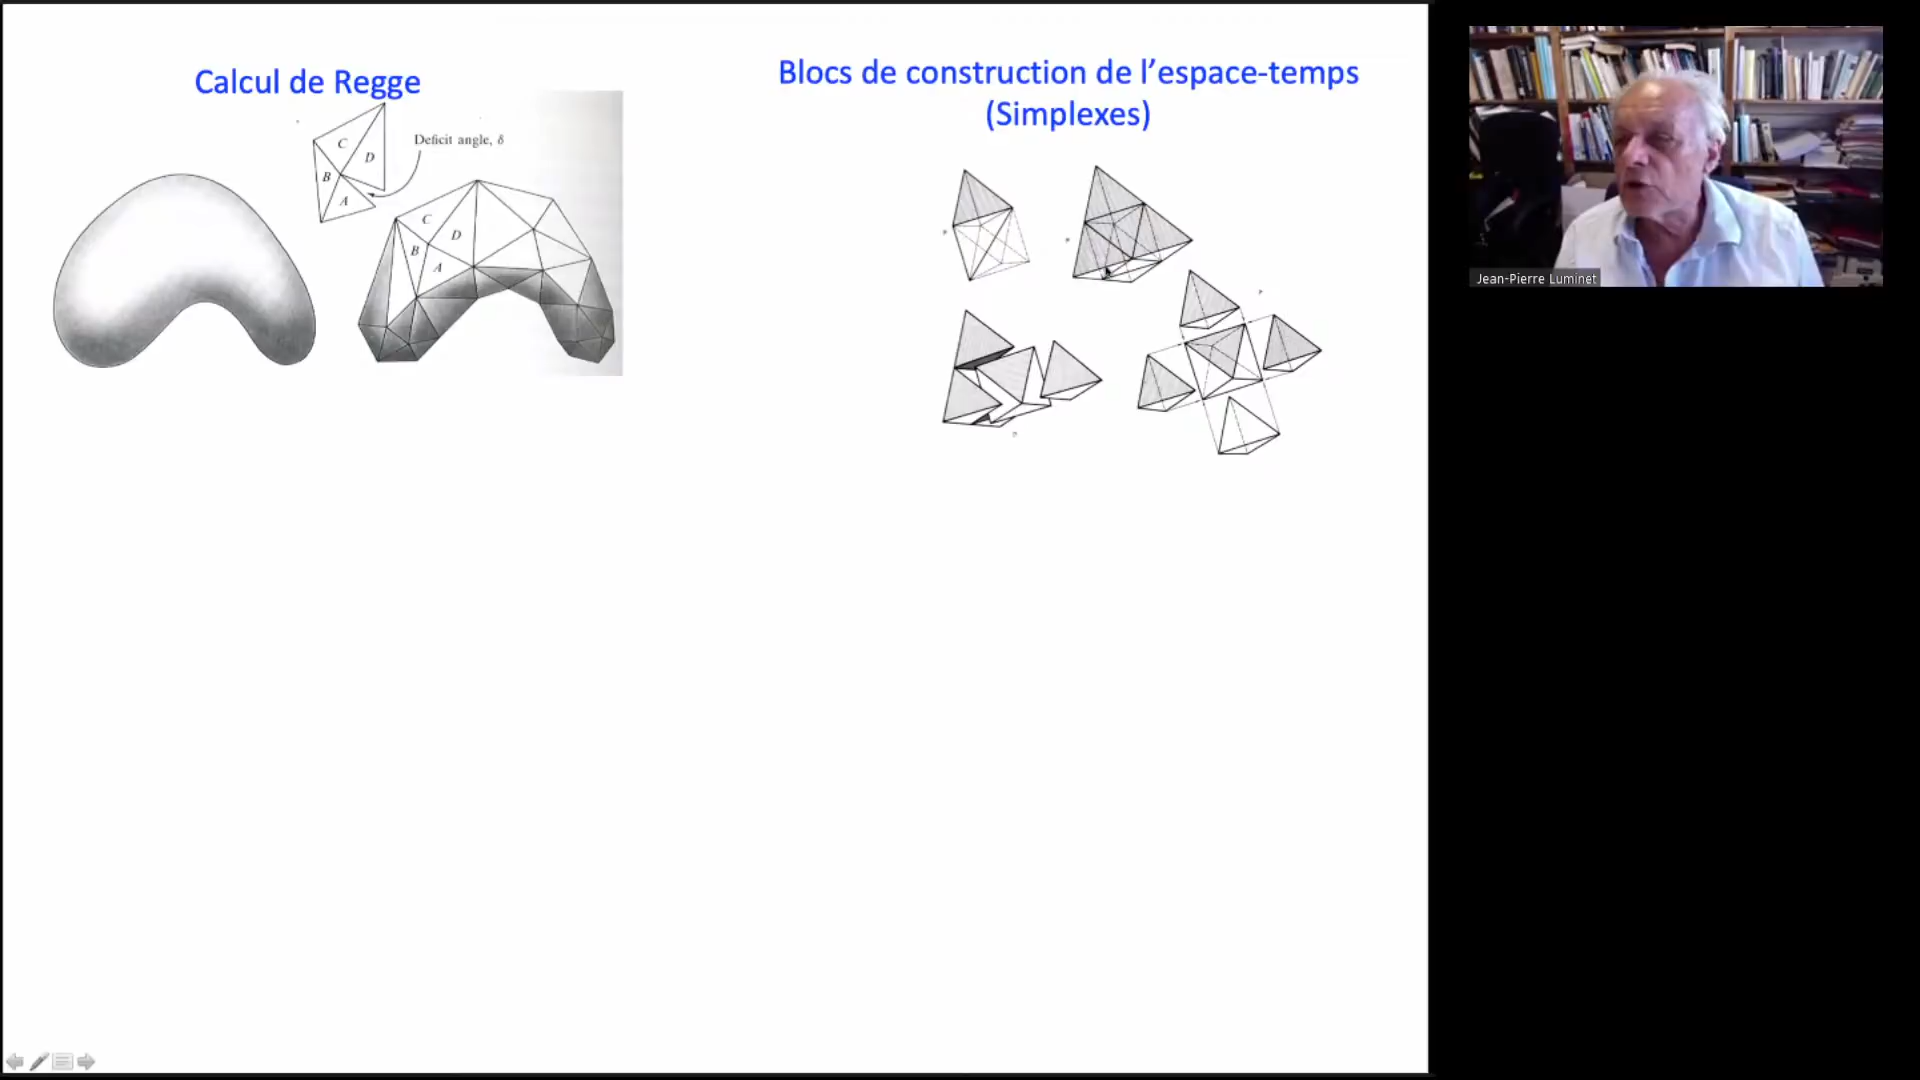 Calcul de Regge
C
D
B
A
Deficit angle, δ
C
D
B
A
Blocs de construction de l’espace-temps
(Simplexes)
Jean-Pierre Luminet